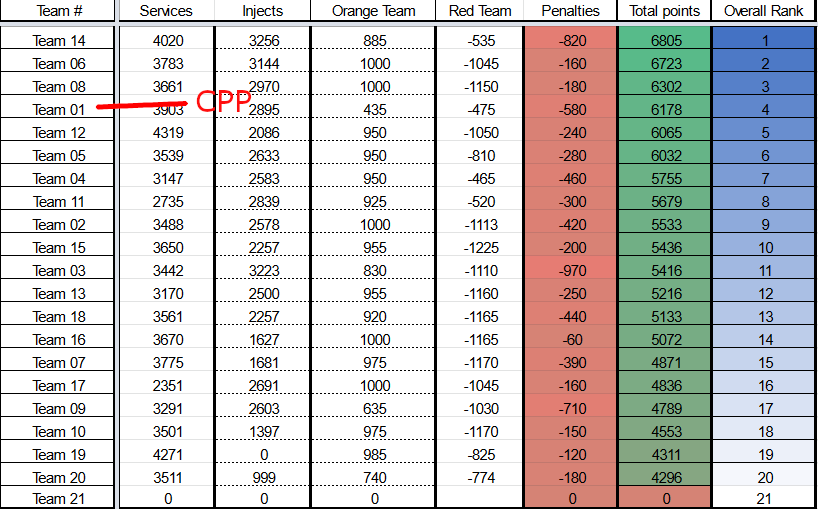 Team # Services Injects Orange Team Red Team Penalties Total points Overall Rank
Team 14 4020 3256 885 -535 -820 6805 1
Team 06 3783 3144 1000 -1045 -160 6723 2
Team 08 3661 2970 1000 -1150 -180 6302 3
Team 01 3903 CPP 2895 435 -475 -580 6178 4
Team 12 4319 2086 950 -1050 -240 6065 5
Team 05 3539 2633 950 -810 -280 6032 6
Team 04 3147 2583 950 -465 -460 5755 7
Team 11 2735 2839 925 -520 -300 5679 8
Team 02 3488 2578 1000 -1113 -420 5533 9
Team 15 3650 2257 955 -1225 -200 5436 10
Team 03 3442 3223 830 -1110 -970 5416 11
Team 13 3170 2500 955 -1160 -250 5216 12
Team 18 3561 2257 920 -1165 -440 5133 13
Team 16 3670 1627 1000 -1165 -60 5072 14
Team 07 3775 1681 975 -1170 -390 4871 15
Team 17 2351 2691 1000 -1045 -160 4836 16
Team 09 3291 2603 635 -1030 -710 4789 17
Team 10 3501 1397 975 -1170 -150 4553 18
Team 19 4271 0 985 -825 -120 4311 19
Team 20 3511 999 740 -774 -180 4296 20
Team 21 0 0 0 0 0 21